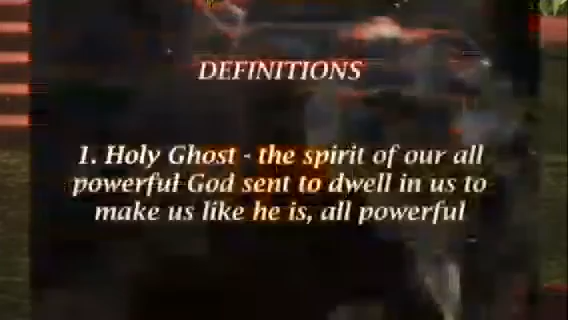 DEFINITIONS
1. Holy Ghost - the spirit of our all
powerful God sent to dwell in us to
make us like he is, all powerful